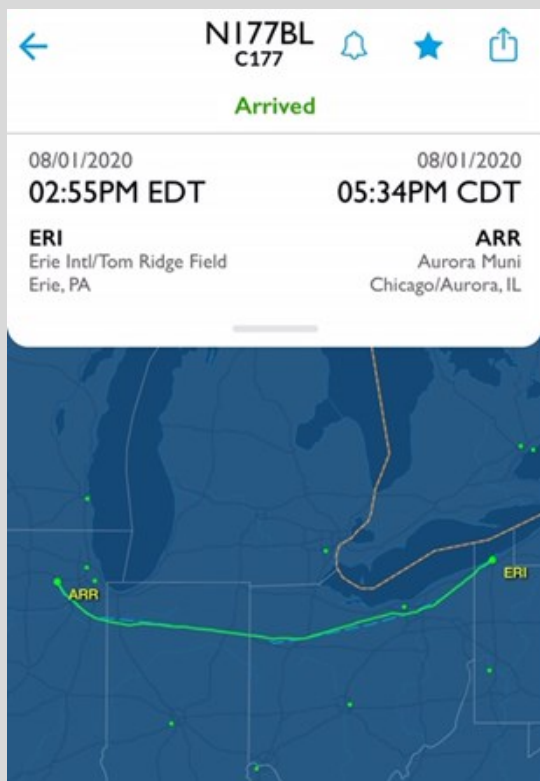 N177BL
C177
Arrived
08/01/2020
08/01/2020
02:55PM EDT
05:34PM CDT
ERI
ARR
Erie Intl/Tom Ridge Field
Aurora Muni
Erie, PA
Chicago/Aurora, IL
ERI
ARR